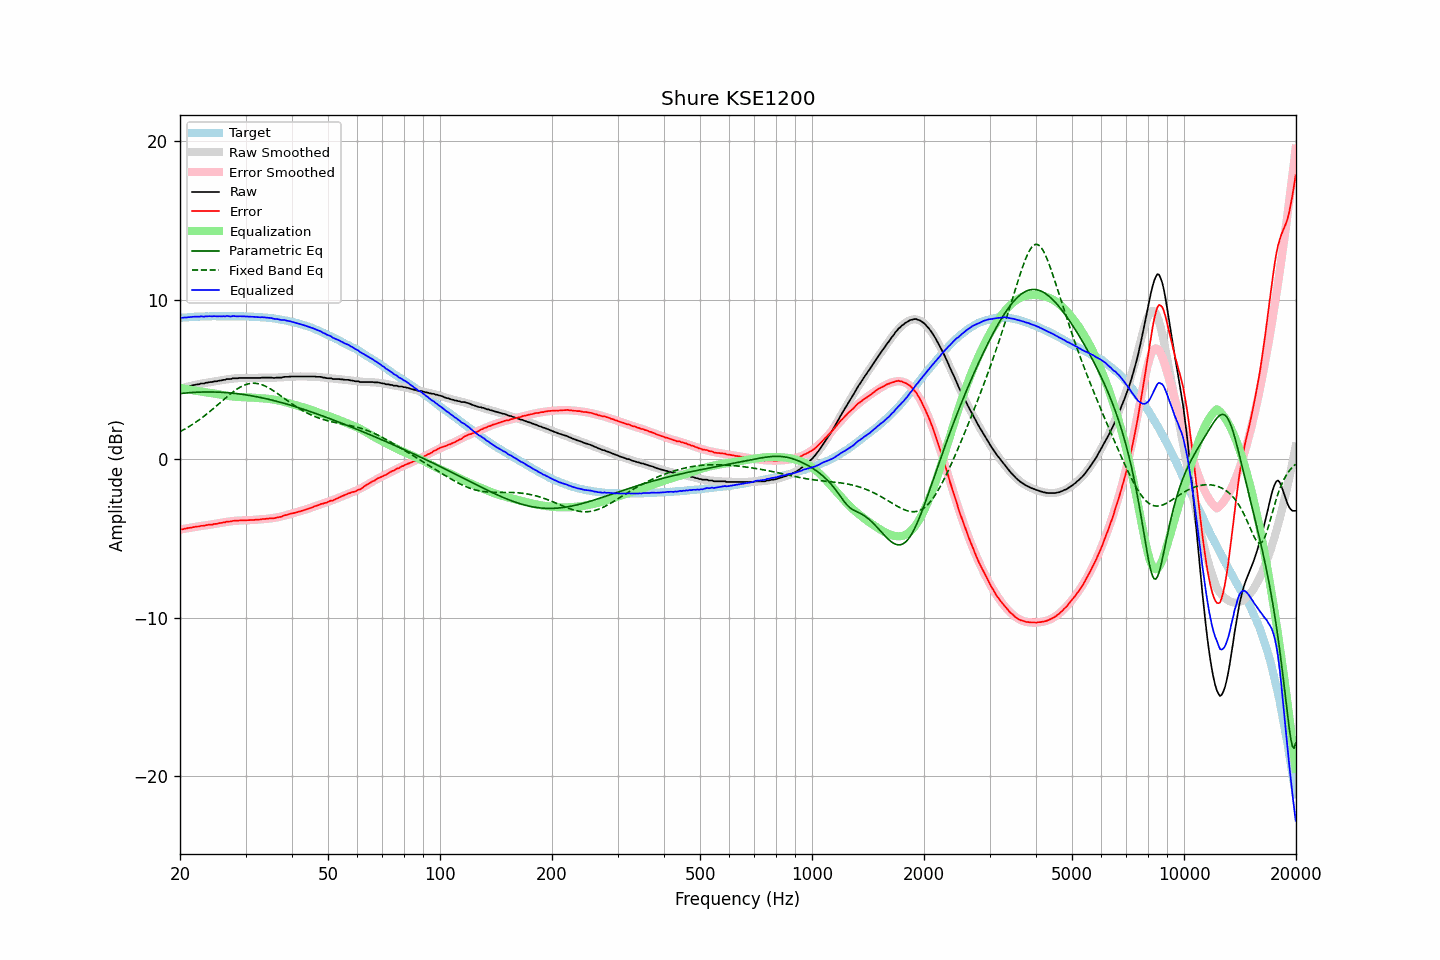 Shure KSE1200
Target
Raw Smoothed
Error Smoothed
Raw
Error
Equalization
Parametric Eq
Fixed Band Eq
Equalized
20
10
0
−10
−20
Amplitude (dBr)
20 50 100 200 500 1000 2000 5000 10000 20000
Frequency (Hz)